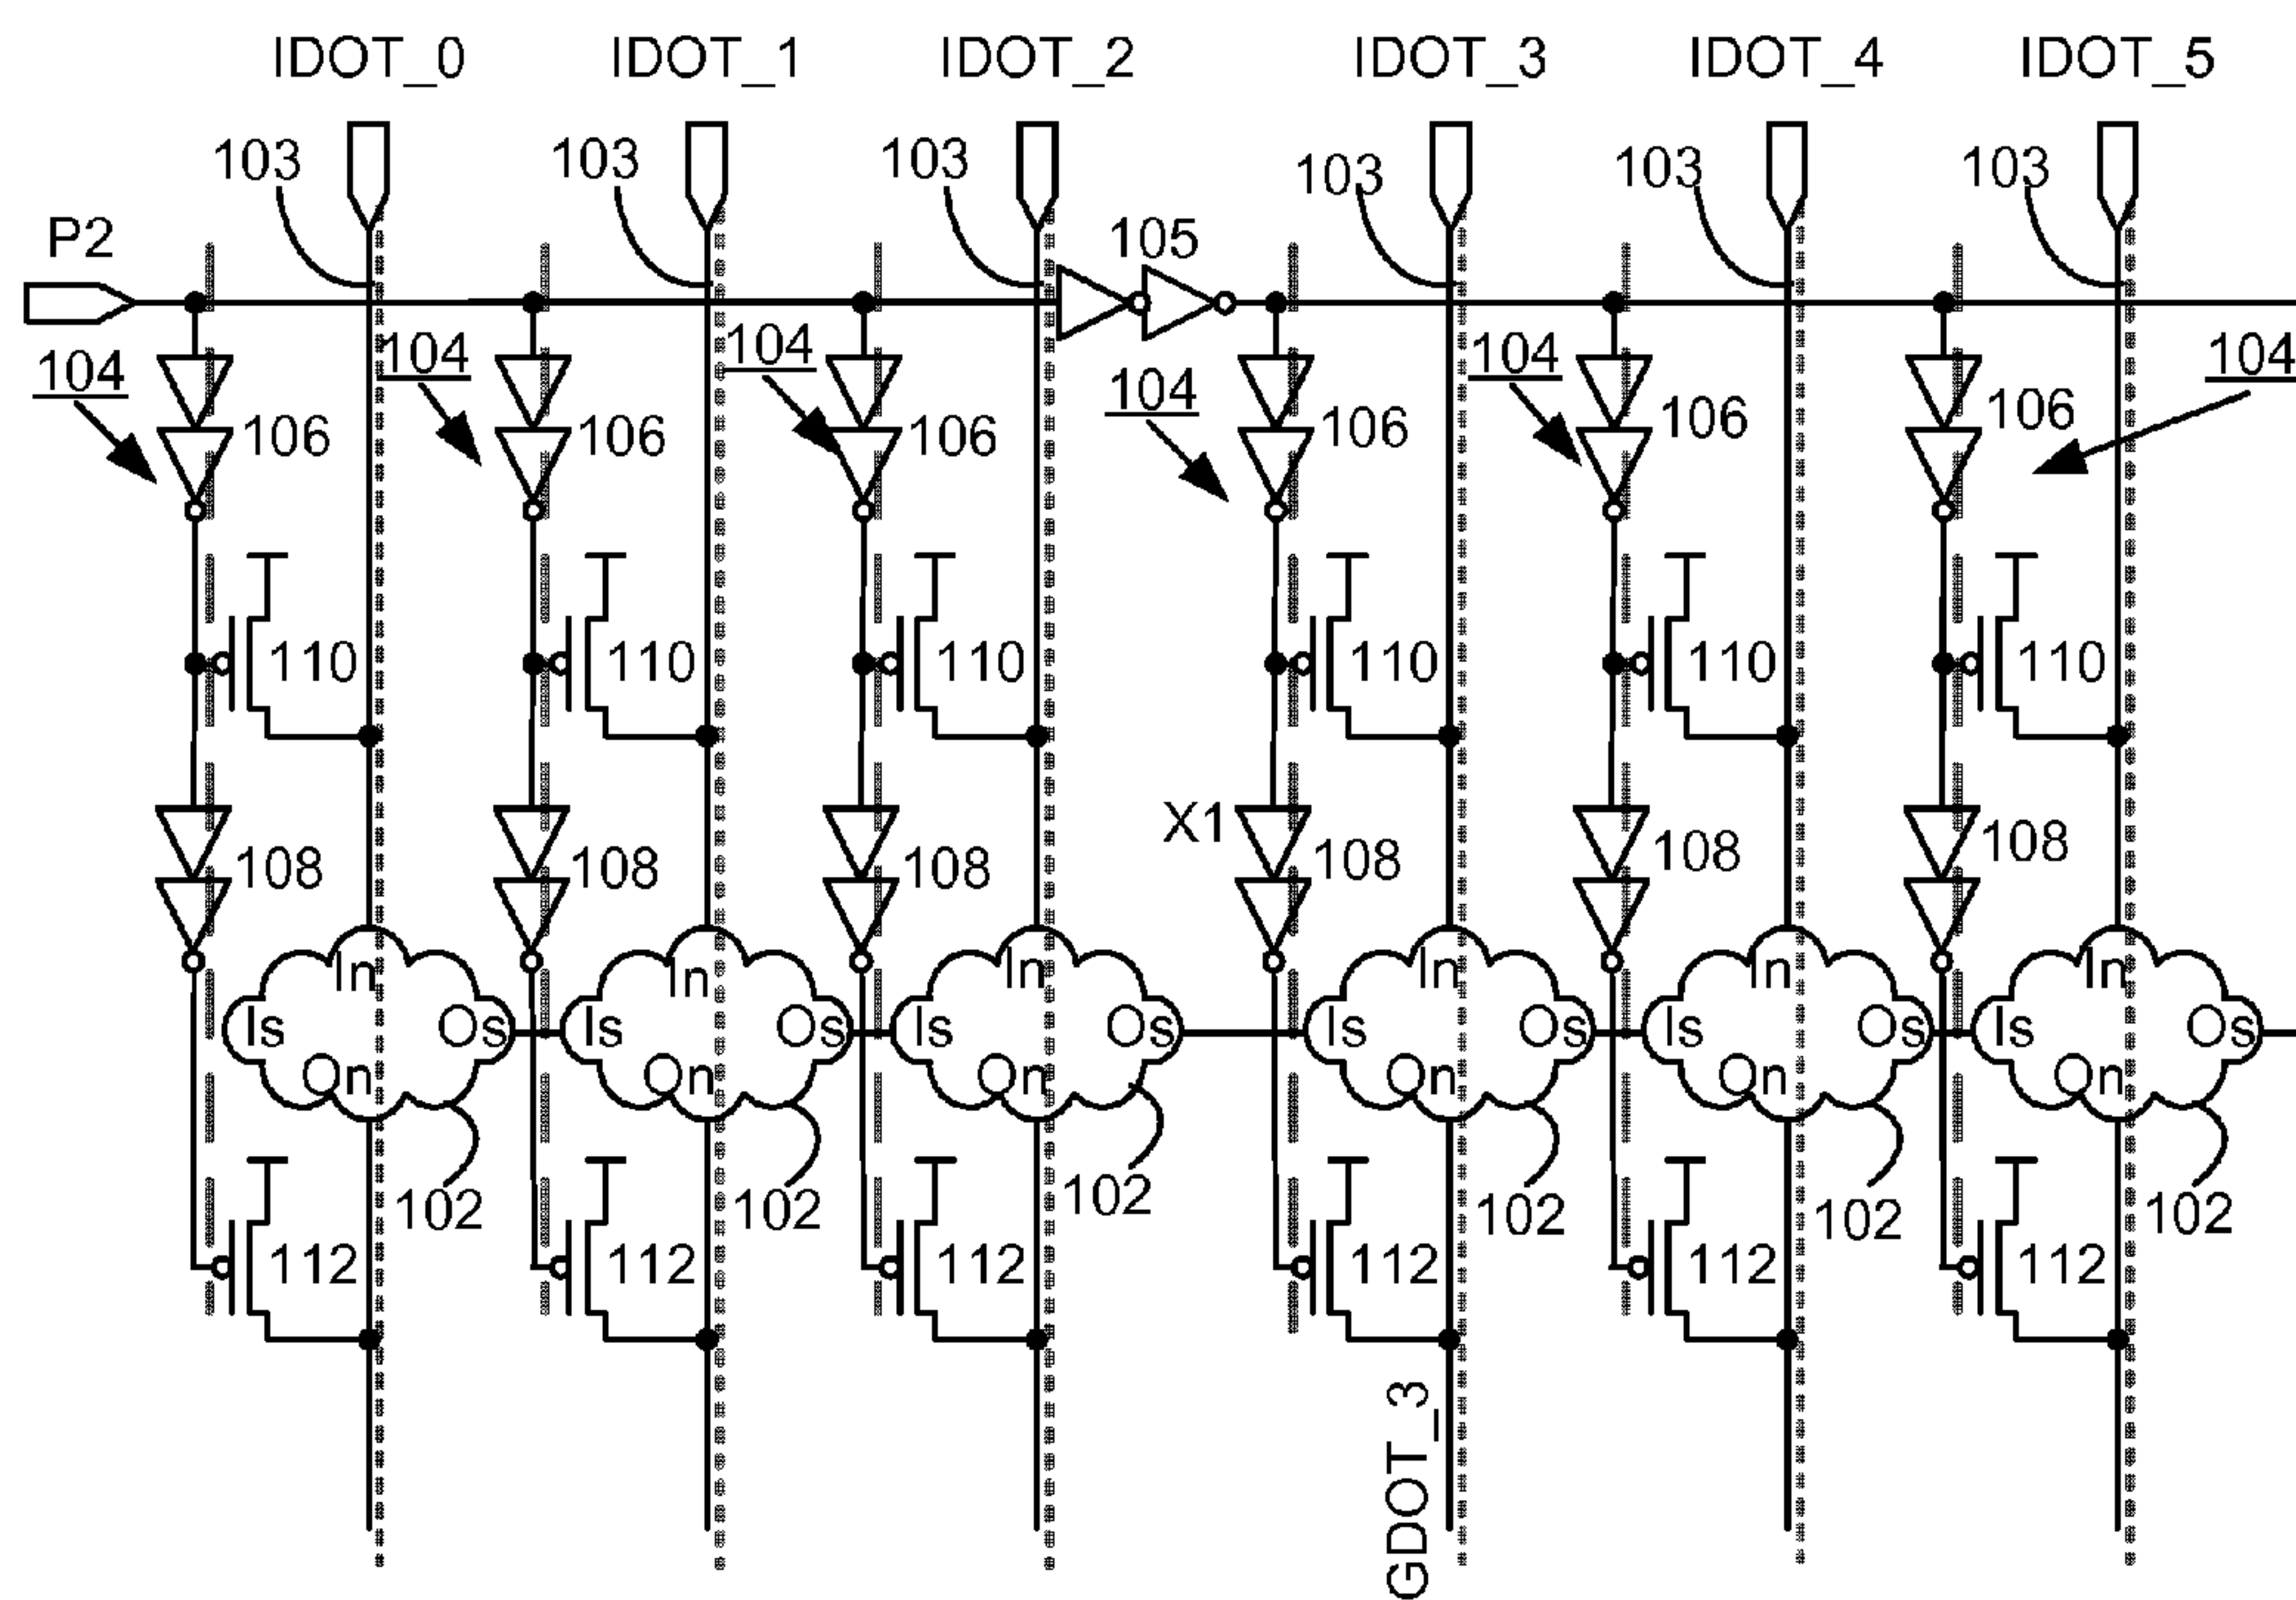 IDOT_0 IDOT_1 IDOT_2 IDOT_3 IDOT_4 IDOT_5
103 103 103 103 103 103
P2 105
104 104 104 104 104 104
106 106 106 106 106 106
110 110 110 110 110 110
X1
108 108 108 108 108 108
In In In In In In
Is Os Is Os Is Os Is Os Is Os Is Os
On On On On On On
102 102 102 102 102 102
112 112 112 112 112 112
GDOT_3